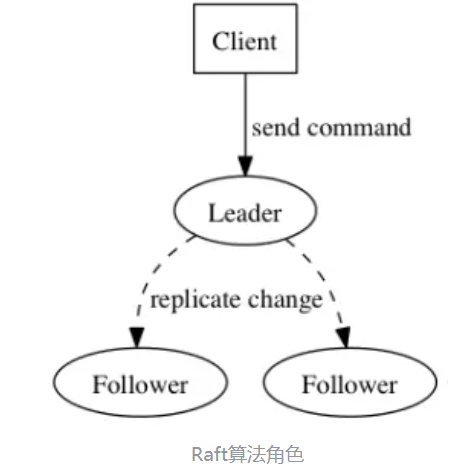 Client
send command
Leader
replicate change
Follower Follower
Raft算法角色